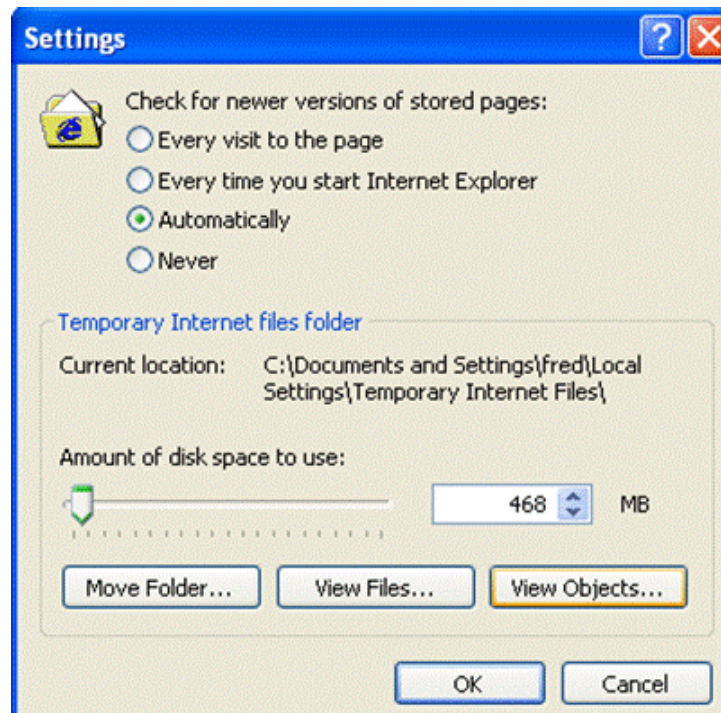 Settings
?
Check for newer versions of stored pages:
Every visit to the page
Every time you start Internet Explorer
Automatically
Never
Temporary Internet files folder
Current location: C:\Documents and Settings\fred\Local
Settings\Temporary Internet Files\
Amount of disk space to use:
468 MB
Move Folder... View Files... View Objects...
OK Cancel